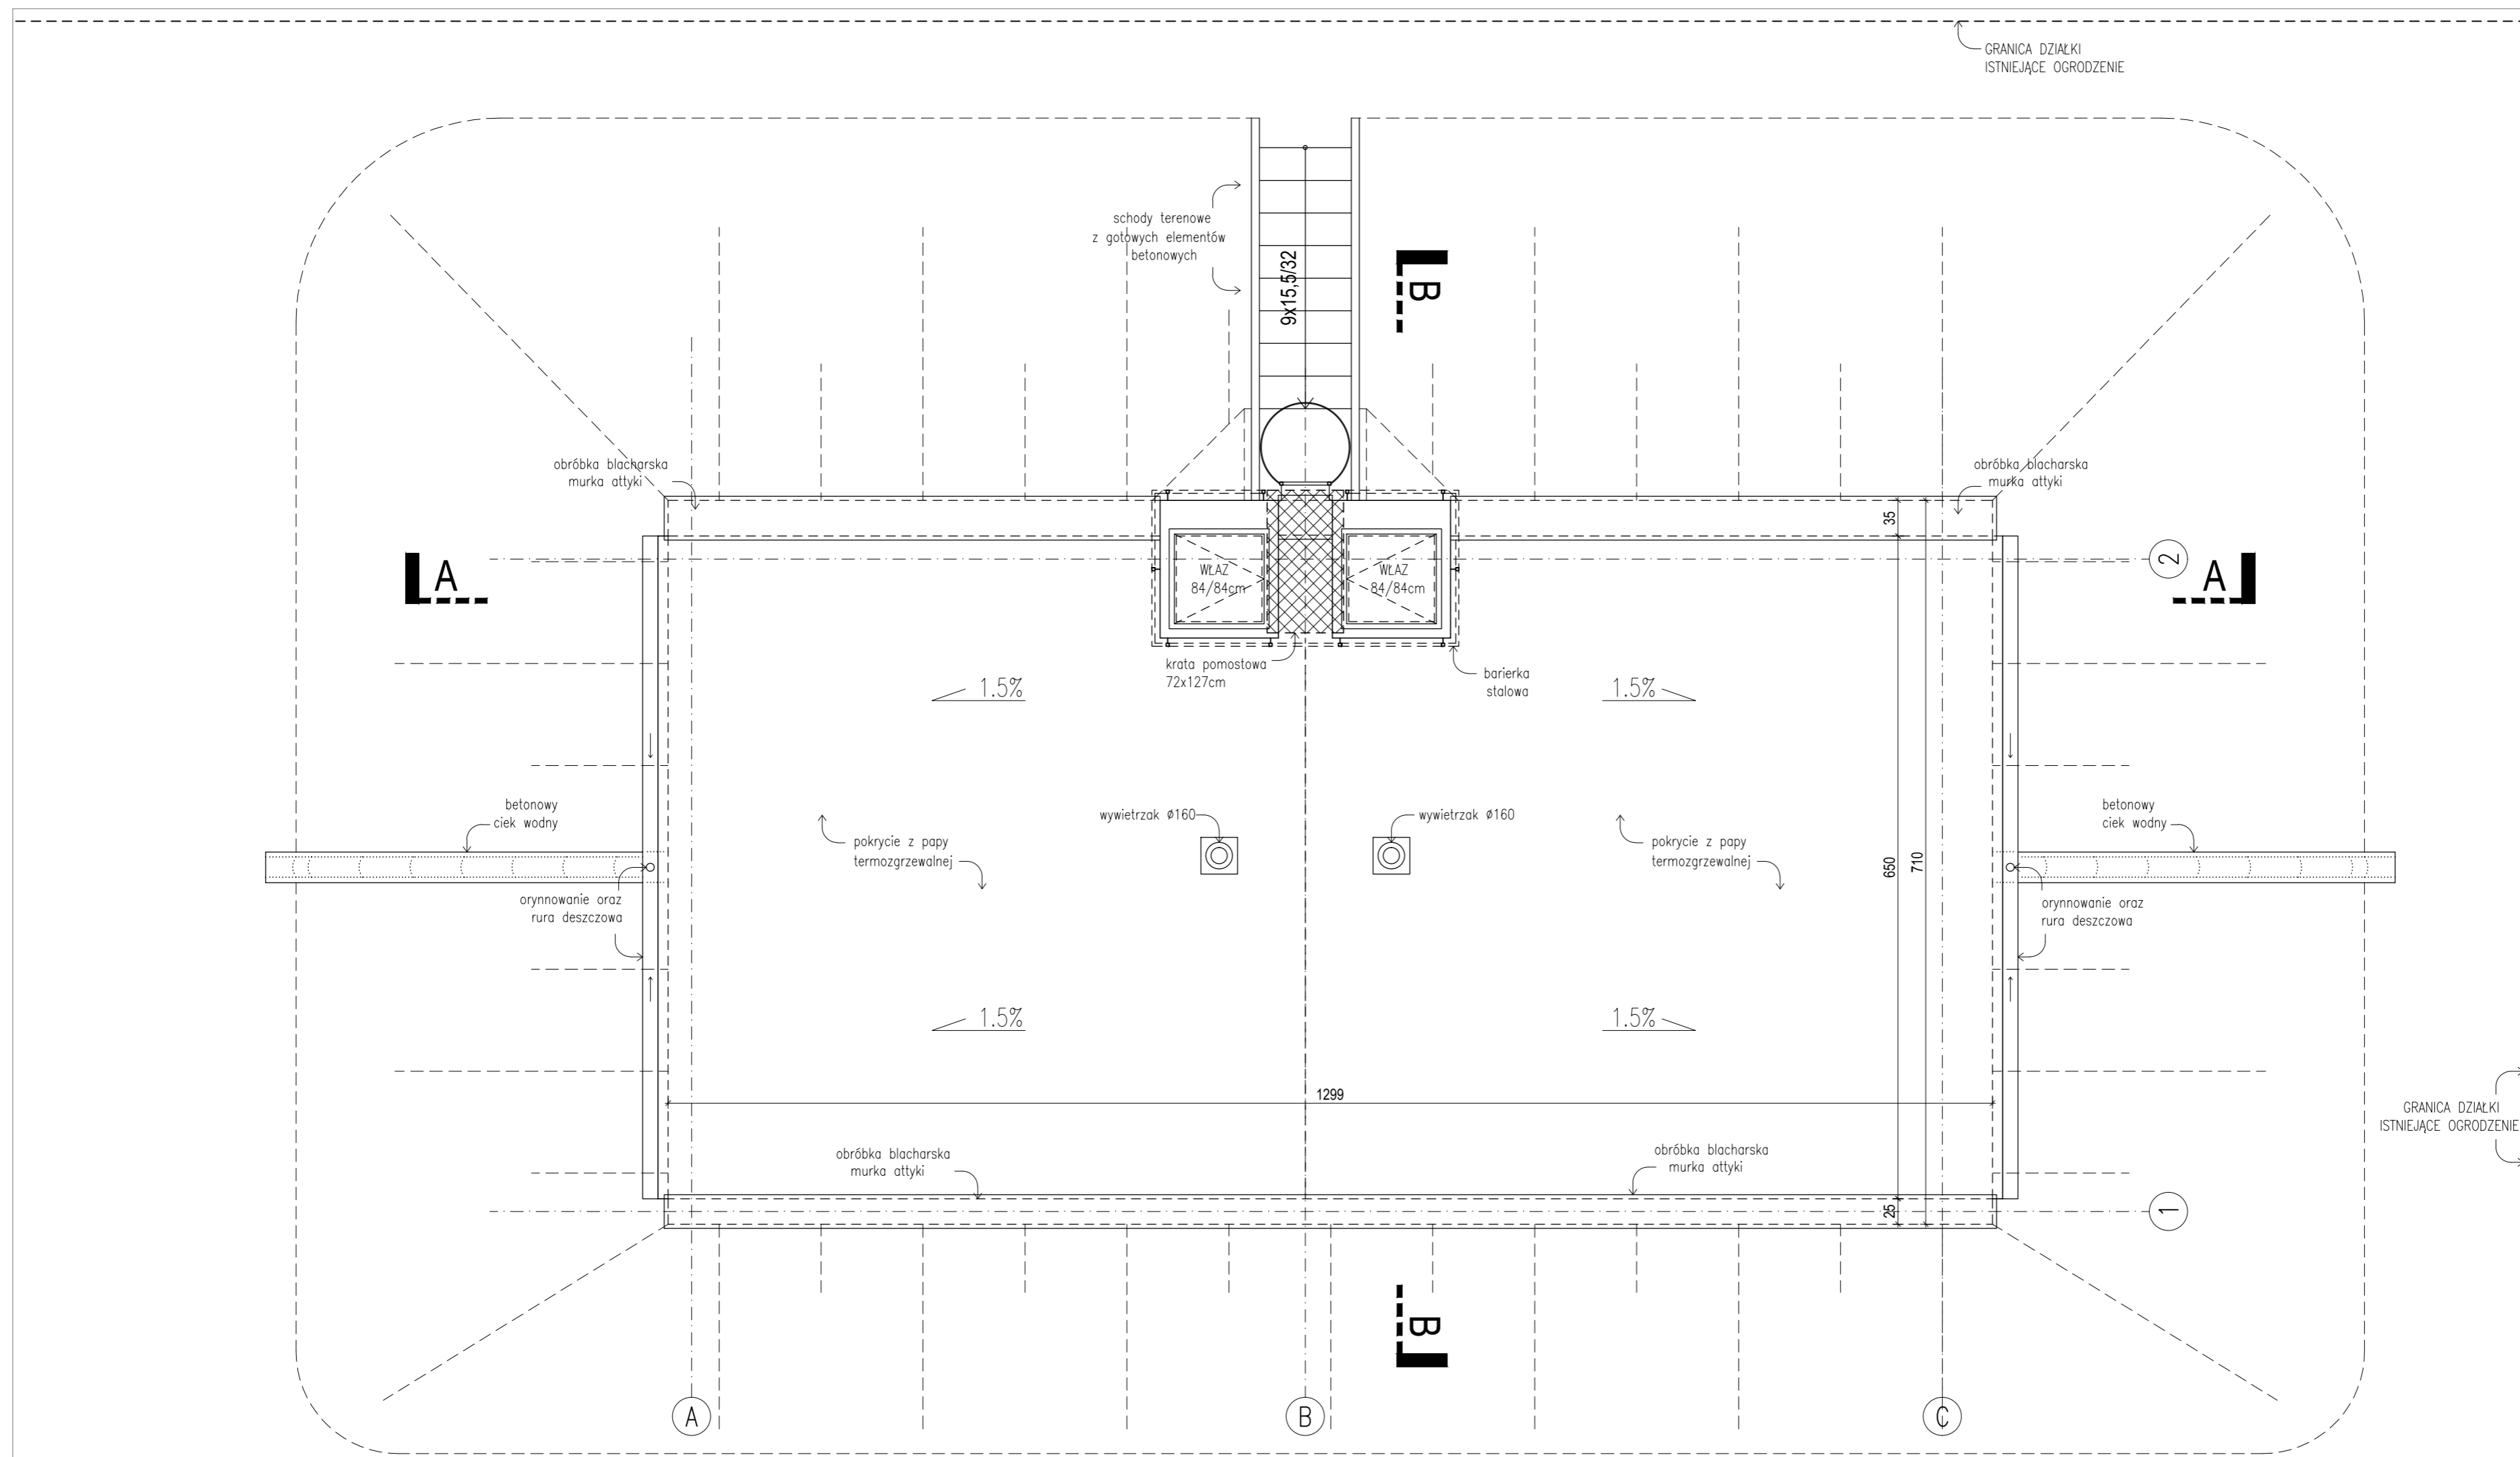 GRANICA DZIAŁKI
ISTNIEJĄCE OGRODZENIE
schody terenowe
z gotowych elementów
betonowych
9x15,5/32
B
obróbka blacharska
murka attyki
obróbka blacharska
murka attyki
35
A
WŁAZ
84/84cm
WŁAZ
84/84cm
2
A
krata pomostowa
72x127cm
barierka
stalowa
1.5%
1.5%
betonowy
ciek wodny
wywietrzak ø160
wywietrzak ø160
betonowy
ciek wodny
pokrycie z papy
termozgrzewalnej
pokrycie z papy
termozgrzewalnej
650
710
orynnowanie oraz
rura deszczowa
orynnowanie oraz
rura deszczowa
1.5%
1.5%
1299
GRANICA DZIAŁKI
ISTNIEJĄCE OGRODZENIE
obróbka blacharska
murka attyki
obróbka blacharska
murka attyki
25
1
B
A
B
C